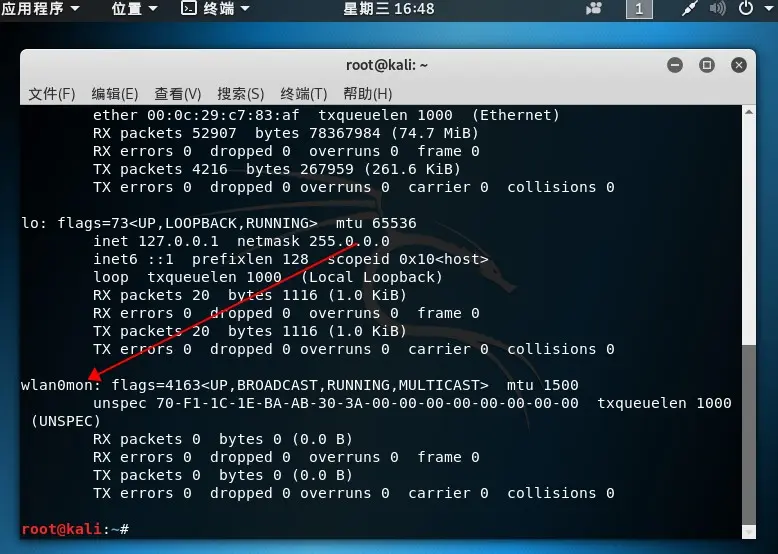 应用程序 位置 终端 星期三 16:48 1
root@kali: ~
文件(F) 编辑(E) 查看(V) 搜索(S) 终端(T) 帮助(H)
ether 00:0c:29:c7:83:af txqueuelen 1000 (Ethernet)
RX packets 52907 bytes 78367984 (74.7 MiB)
RX errors 0 dropped 0 overruns 0 frame 0
TX packets 4216 bytes 267959 (261.6 KiB)
TX errors 0 dropped 0 overruns 0 carrier 0 collisions 0
lo: flags=73<UP,LOOPBACK,RUNNING> mtu 65536
inet 127.0.0.1 netmask 255.0.0.0
inet6 ::1 prefixlen 128 scopeid 0x10<host>
loop txqueuelen 1000 (Local Loopback)
RX packets 20 bytes 1116 (1.0 KiB)
RX errors 0 dropped 0 overruns 0 frame 0
TX packets 20 bytes 1116 (1.0 KiB)
TX errors 0 dropped 0 overruns 0 carrier 0 collisions 0
wlan0mon: flags=4163<UP,BROADCAST,RUNNING,MULTICAST> mtu 1500
unspec 70-F1-1C-1E-BA-AB-30-3A-00-00-00-00-00-00-00-00 txqueuelen 1000
(UNSPEC)
RX packets 0 bytes 0 (0.0 B)
RX errors 0 dropped 0 overruns 0 frame 0
TX packets 0 bytes 0 (0.0 B)
TX errors 0 dropped 0 overruns 0 carrier 0 collisions 0
root@kali:~#